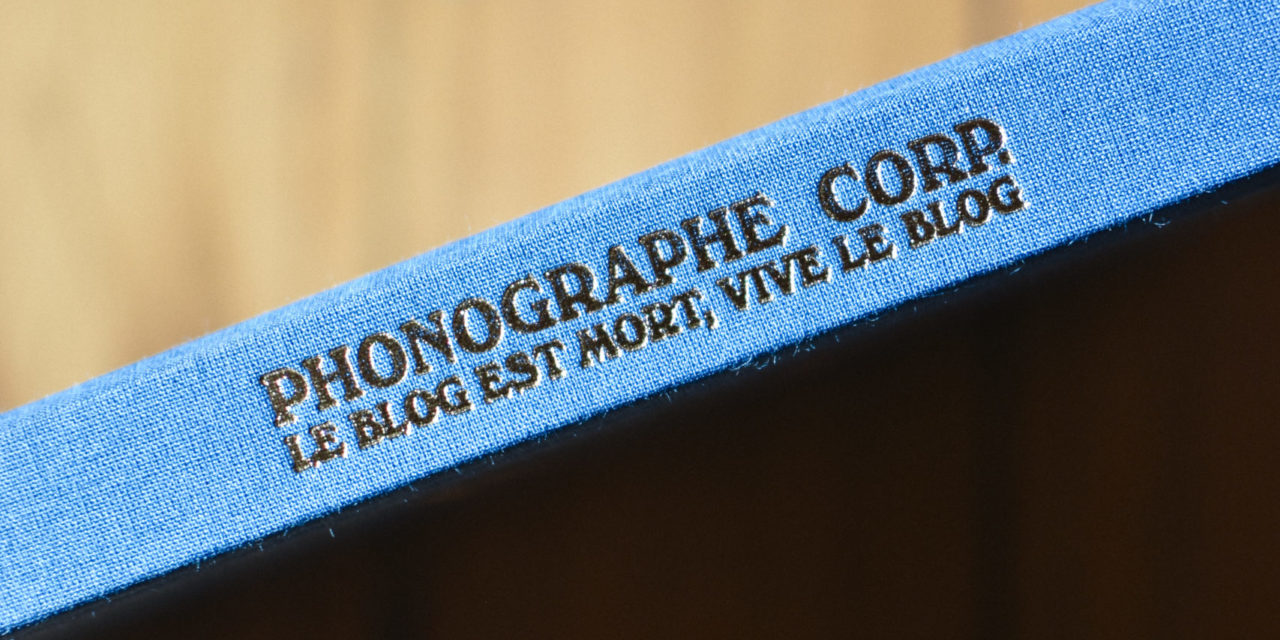 PHONOGRAPHE CORP.
LE BLOG EST MORT, VIVE LE BLOG